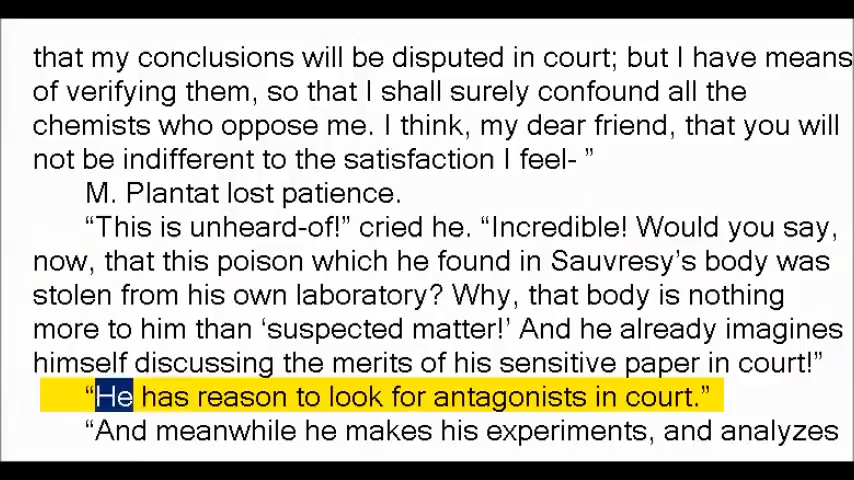 that my conclusions will be disputed in court; but I have means
of verifying them, so that I shall surely confound all the
chemists who oppose me. I think, my dear friend, that you will
not be indifferent to the satisfaction I feel- ”
M. Plantat lost patience.
“This is unheard-of!” cried he. “Incredible! Would you say,
now, that this poison which he found in Sauvresy’s body was
stolen from his own laboratory? Why, that body is nothing
more to him than ‘suspected matter!’ And he already imagines
himself discussing the merits of his sensitive paper in court!”
“He has reason to look for antagonists in court.”
“And meanwhile he makes his experiments, and analyzes